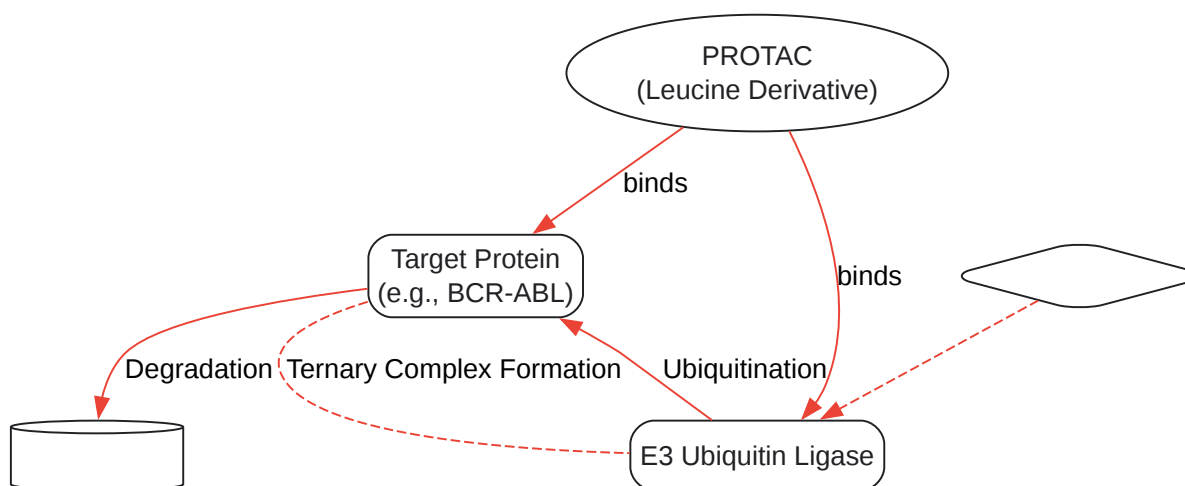 PROTAC
(Leucine Derivative)
binds
Target Protein
(e.g., BCR-ABL)
binds
Degradation
Ternary Complex Formation
Ubiquitination
E3 Ubiquitin Ligase